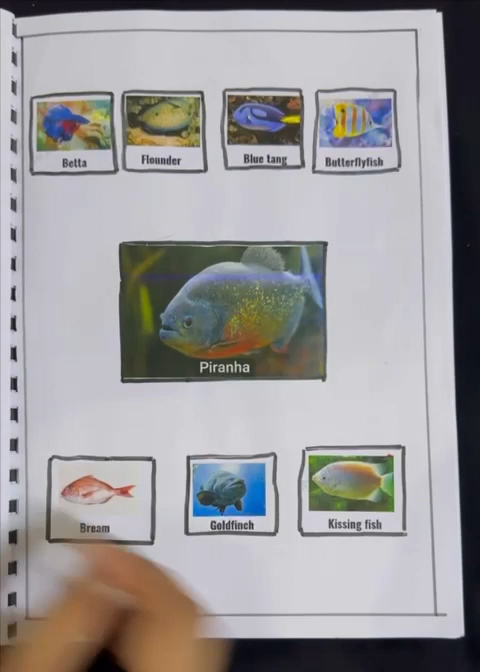 Betta
Flounder
Blue tang
Butterflyfish
Piranha
Bream
Goldfinch
Kissing fish